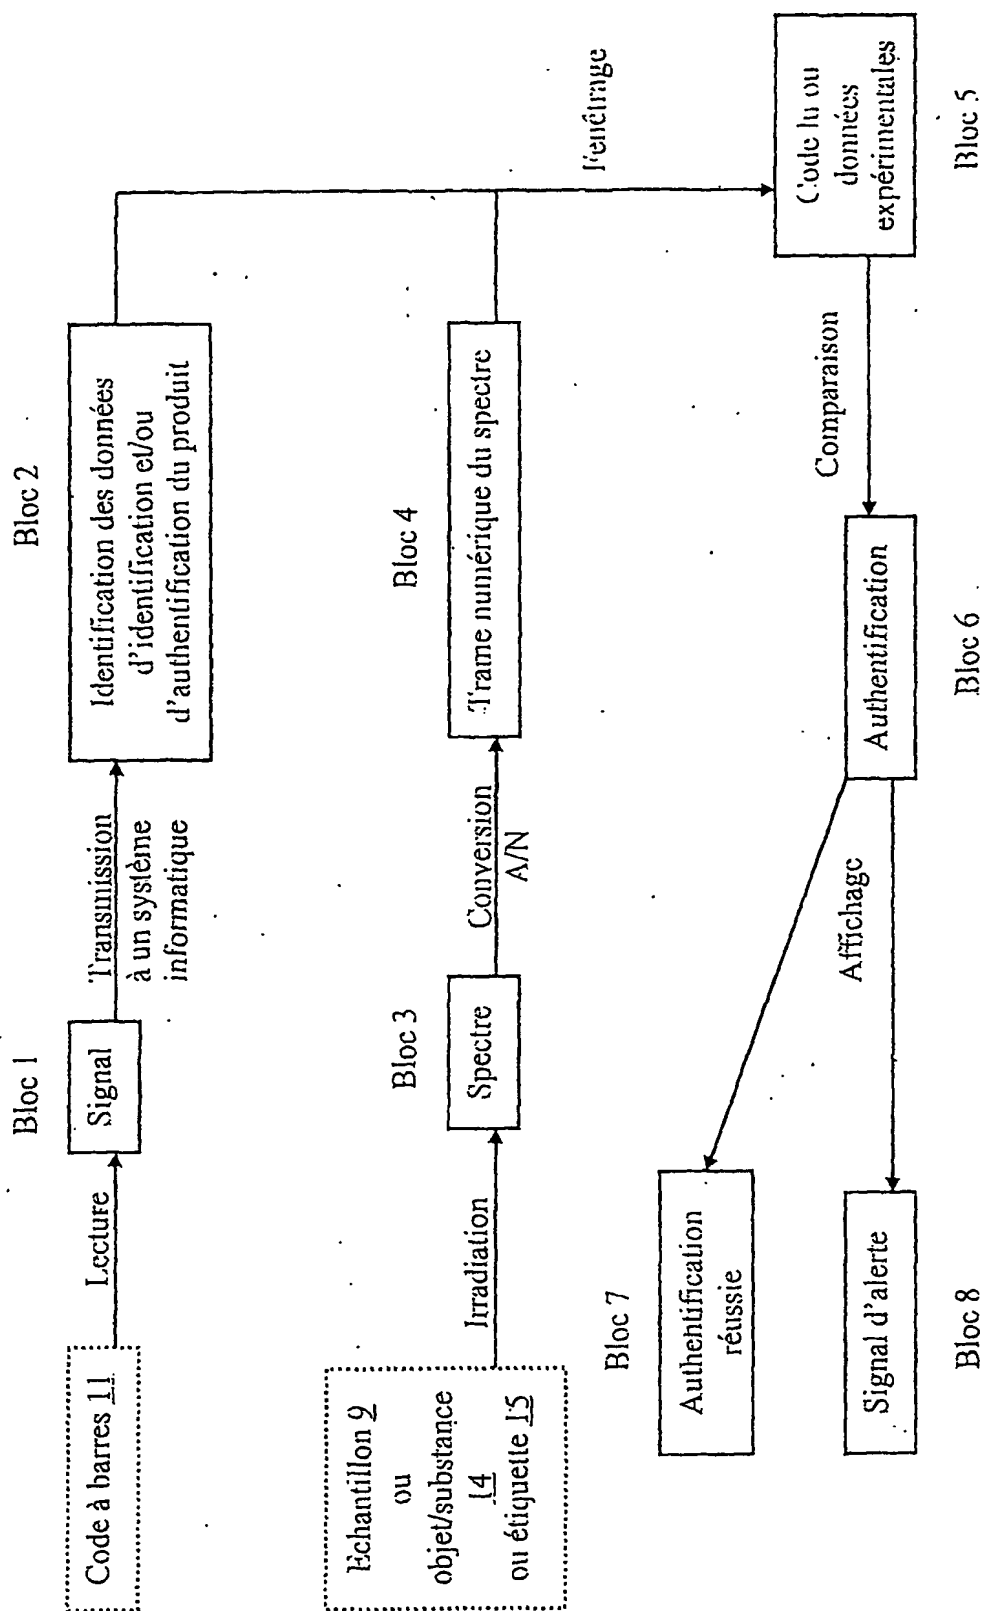 Code à barres 11
Lecture
Bloc 1
Signal
Transmission
à un système
informatique
Bloc 2
Identification des données
d'identification et/ou
d'authentification du produit
Echantillon 9
ou
objet/substance
14
ou étiquette 15
Irradiation
Bloc 3
Spectre
Conversion
A/N
Bloc 4
Trame numérique du spectre
Fenêtrage
Code lu ou
données
expérimentales
Bloc 5
Comparaison
Authentification
Bloc 6
Affichage
Bloc 7
Authentification
réussie
Signal d'alerte
Bloc 8